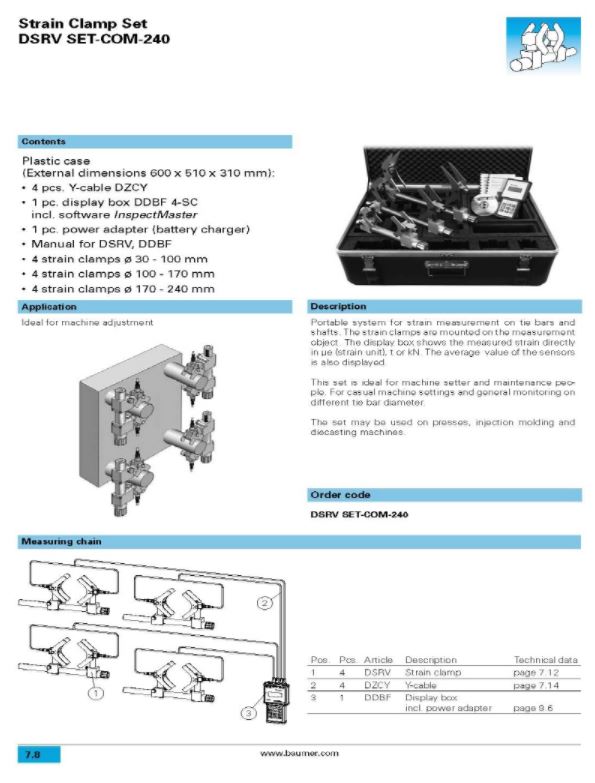 Strain Clamp Set
DSRV SET-COM-240
Contents
Plastic case
(External dimensions 600 x 510 x 310 mm):
• 4 pcs. Y-cable DZCY
• 1 pc. display box DDBF 4-SC
incl. software InspectMaster
• 1 pc. power adapter (battery charger)
• Manual for DSRV, DDBF
• 4 strain clamps ø 30 - 100 mm
• 4 strain clamps ø 100 - 170 mm
• 4 strain clamps ø 170 - 240 mm
Application
Ideal for machine adjustment
Description
Portable system for strain measurement on tie bars and
shafts. The strain clamps are mounted on the measurement
object. The display box shows the measured strain directly
in µe (strain unit), t or kN. The average value of the sensors
is also displayed.
This set is ideal for machine setter and maintenance peo-
ple. For casual machine settings and general monitoring on
different tie bar diameter.
The set may be used on presses, injection molding and
diecasting machines.
Order code
DSRV SET-COM-240
Measuring chain
2
1
3
Pos. Pcs. Article Description Technical data
1 4 DSRV Strain clamp page 7.12
2 4 DZCY Y-cable page 7.14
3 1 DDBF Display box
incl. power adapter page 9.6
7.8
www.baumer.com